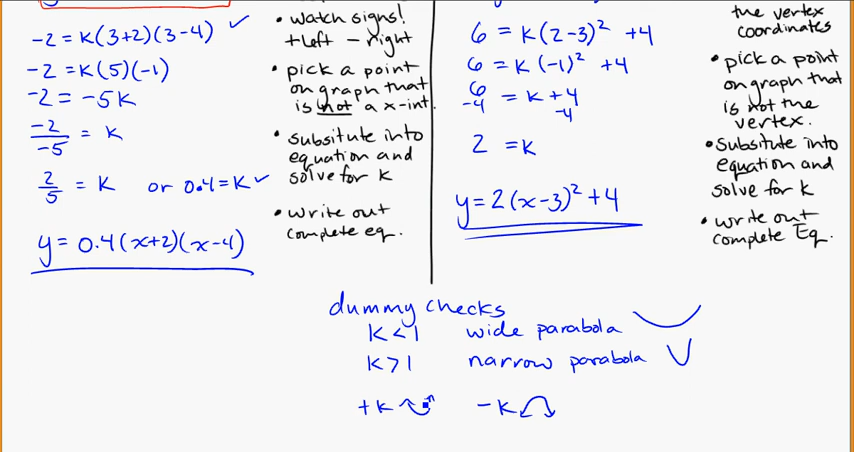 -2 = K(3+2)(3-4) ✓
-2 = K(5)(-1)
-2 = -5K
-2/-5 = K
2/5 = K or 0.4 = K ✓
y = 0.4(x+2)(x-4)
• watch signs!
+left - right
• pick a point
on graph that
is not a x-int.
• subsitute into
equation and
solve for k
• write out
complete eq.
6 = K(2-3)² +4
6 = K(-1)² +4
6 = K+4
-4 -4
2 = K
y = 2(x-3)² +4
the vertex
coordinates
• pick a point
on graph that
is not the
vertex.
• Substitute into
equation and
solve for k
• write out
complete Eq.
dummy checks
K<1 wide parabola
K>1 narrow parabola
+K -K